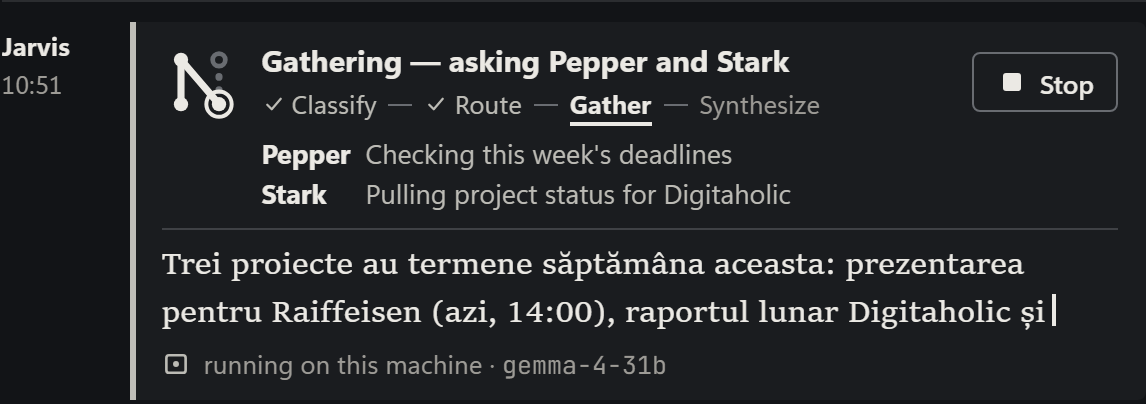 Jarvis
10:51
Gathering — asking Pepper and Stark
✓ Classify — ✓ Route — Gather — Synthesize
Stop
Pepper Checking this week's deadlines
Stark Pulling project status for Digitaholic
Trei proiecte au termene săptămâna aceasta: prezentarea
pentru Raiffeisen (azi, 14:00), raportul lunar Digitaholic și
running on this machine · gemma-4-31b